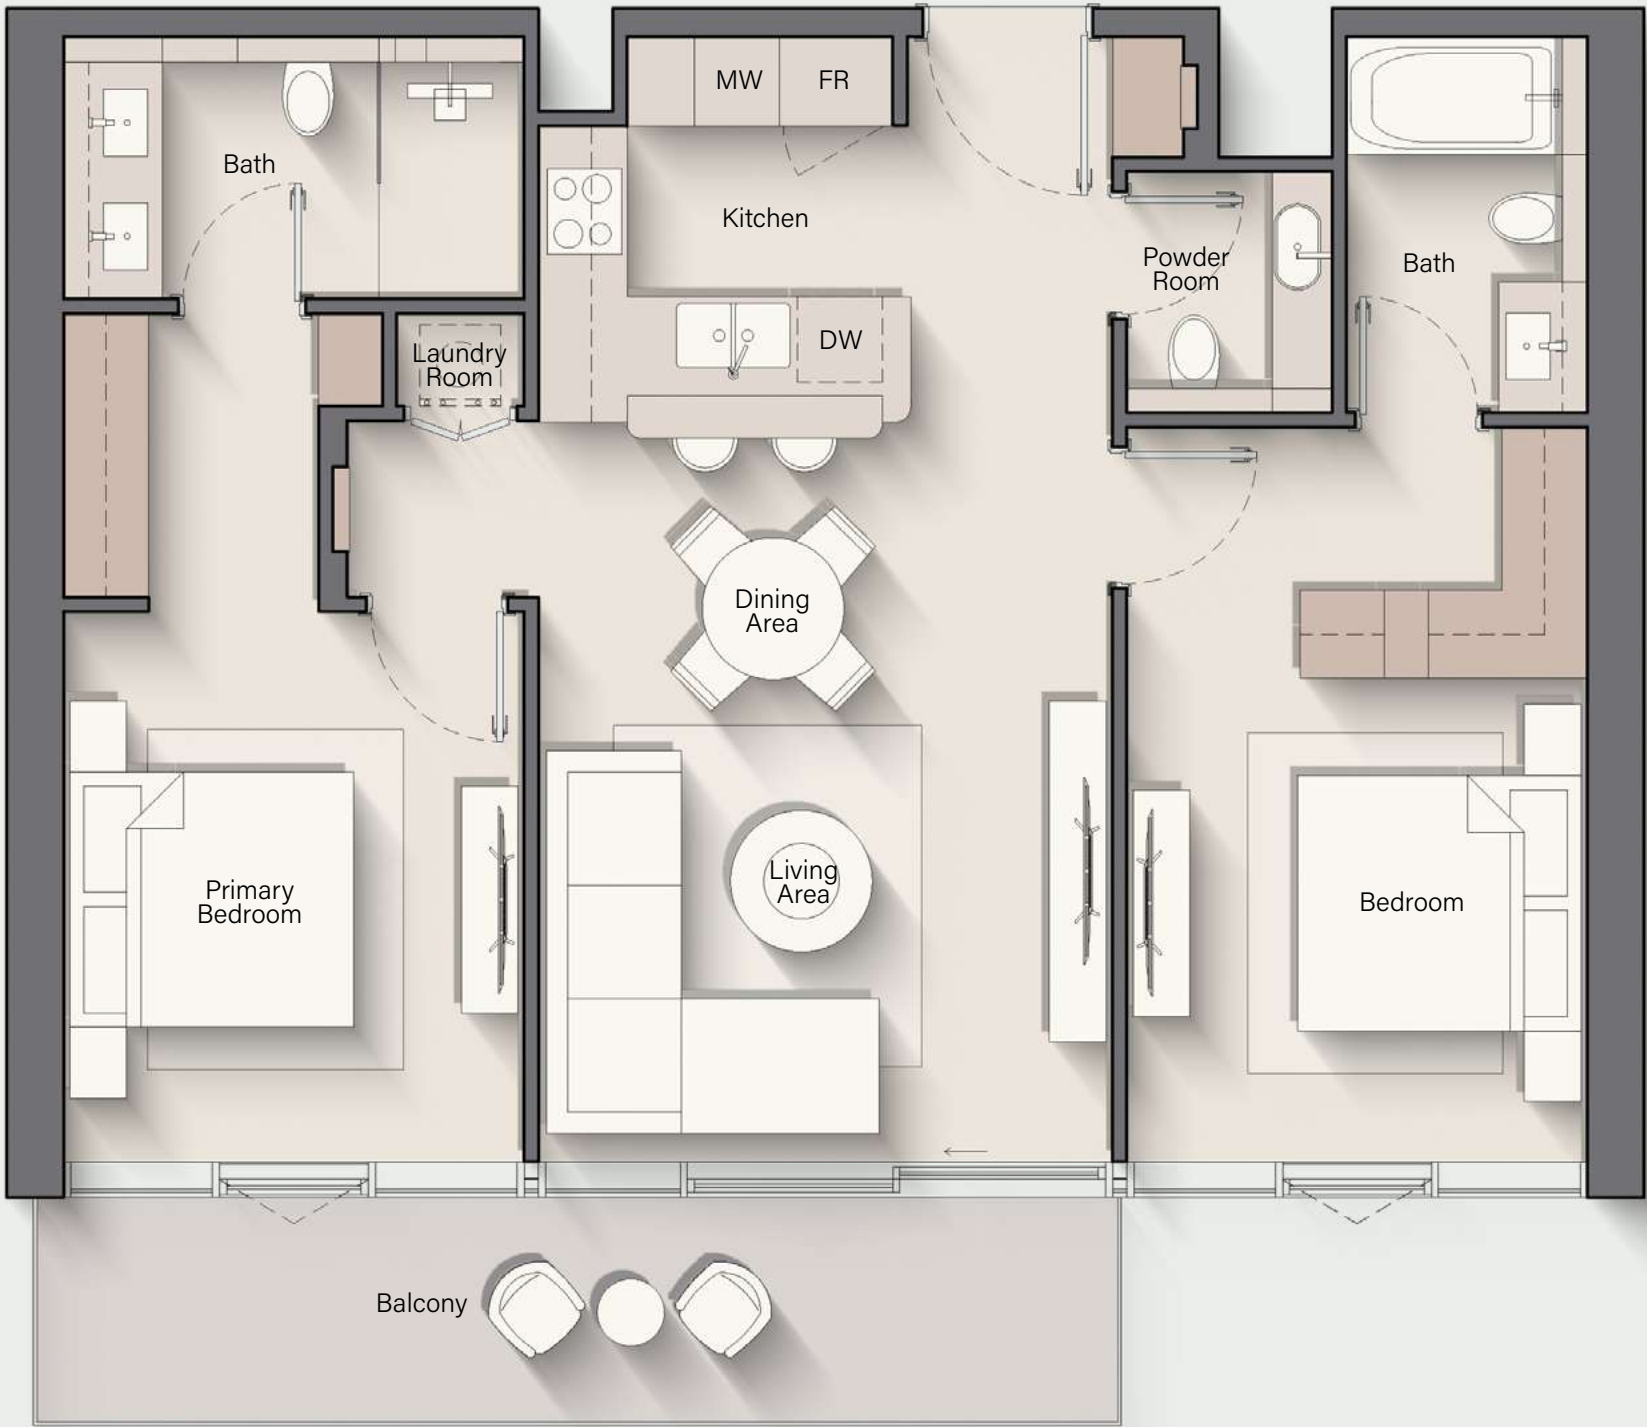 MW
FR
Bath
Kitchen
Powder
Room
Bath
DW
Laundry
Room
Dining
Area
Living
Area
Primary
Bedroom
Bedroom
Balcony